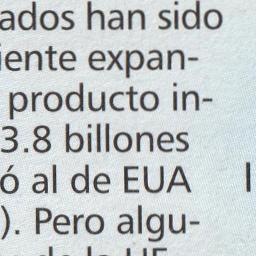 ados han sido
iente expan-
producto in-
3.8 billones
ó al de EUA
). Pero algu-